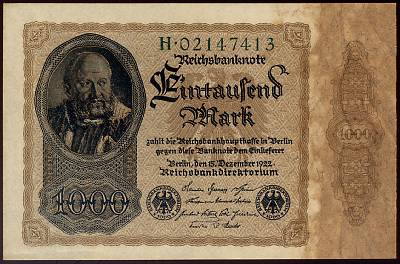 H·02147413
Reichsbanknote
Eintausend
Mark
zahlt die Reichsbankhauptkasse in Berlin
gegen diese Banknote dem Einlieferer
Berlin, den 15. Dezember 1922
Reichsbankdirektorium
1000
1000